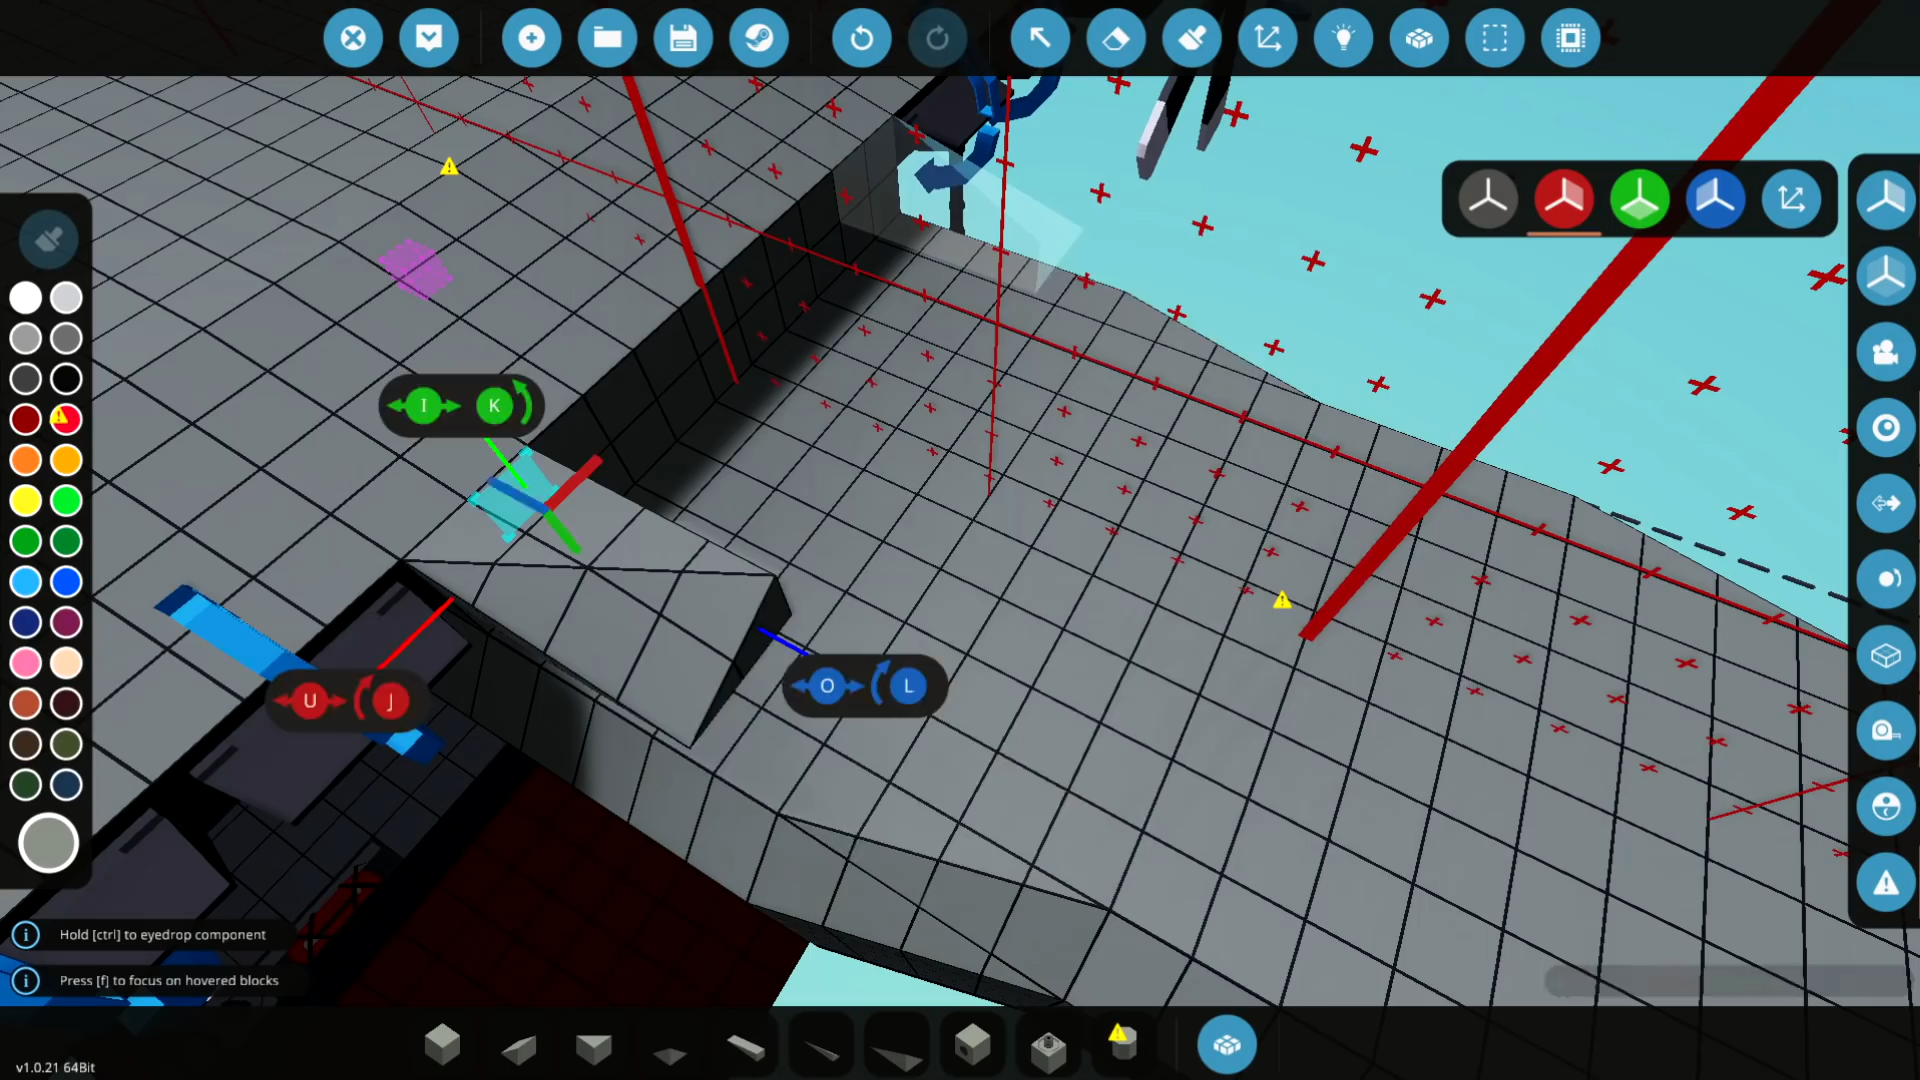 I K
U J
O L
Hold [ctrl] to eyedrop component
Press [f] to focus on hovered blocks
v1.0.21 64Bit